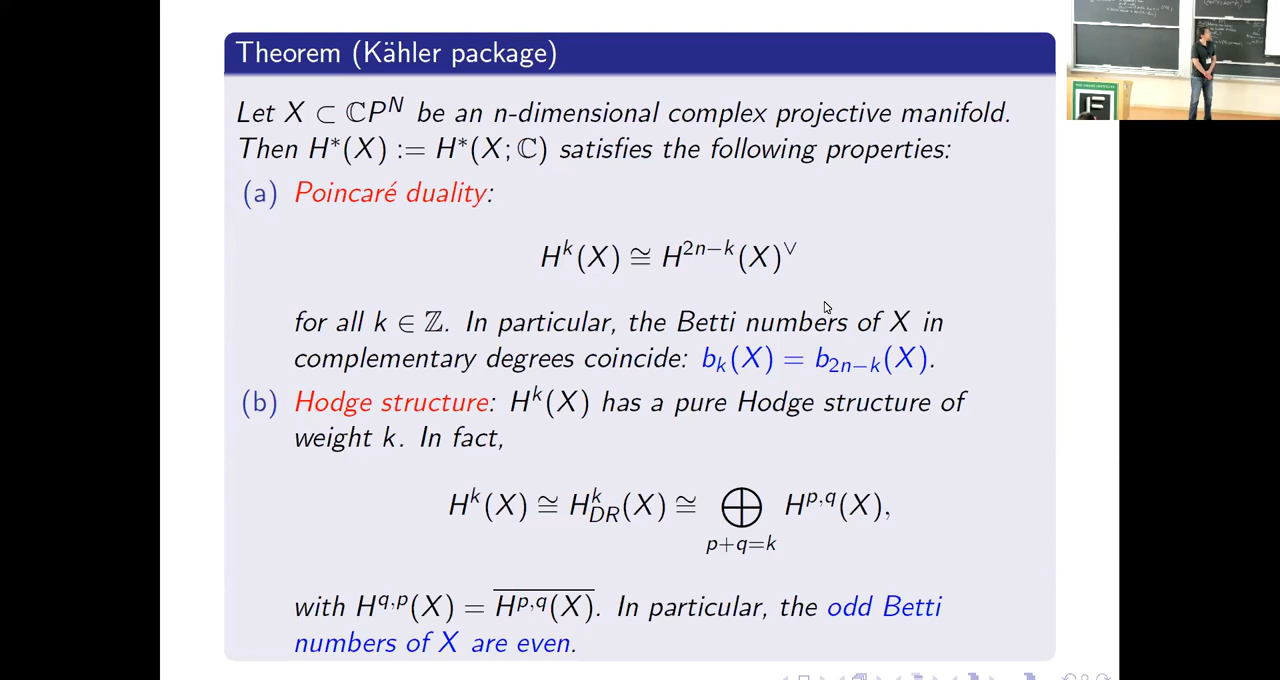 Theorem (Kähler package)
Let X ⊂ ℂP^N be an n-dimensional complex projective manifold.
Then H*(X) := H*(X; ℂ) satisfies the following properties:
(a) Poincaré duality:
H^k(X) ≅ H^{2n−k}(X)^∨
for all k ∈ ℤ. In particular, the Betti numbers of X in
complementary degrees coincide: b_k(X) = b_{2n−k}(X).
(b) Hodge structure: H^k(X) has a pure Hodge structure of
weight k. In fact,
H^k(X) ≅ H^k_{DR}(X) ≅ ⊕_{p+q=k} H^{p,q}(X),
with H^{q,p}(X) = \overline{H^{p,q}(X)}. In particular, the odd Betti
numbers of X are even.